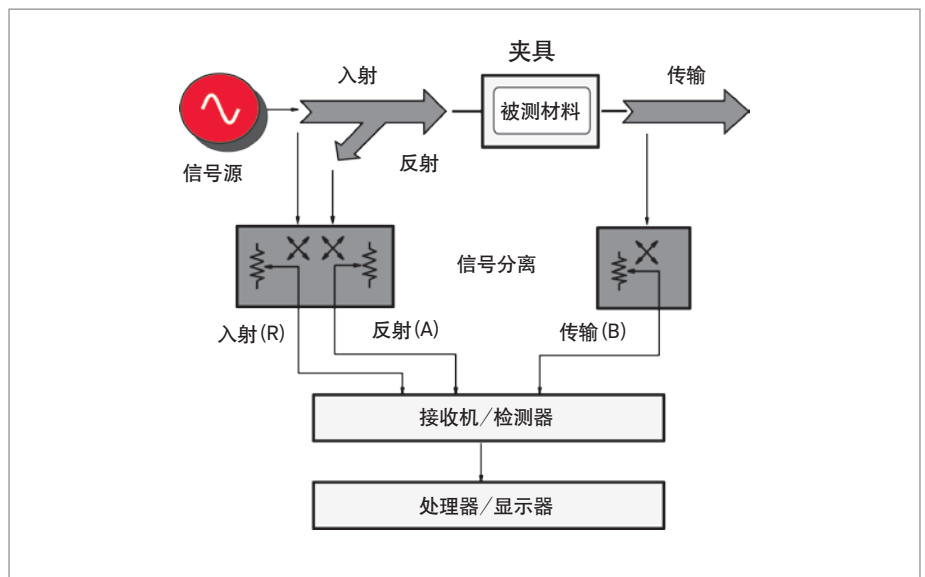 夹具
入射
传输
被测材料
反射
信号源
信号分离
入射(R)
反射(A)
传输(B)
接收机/检测器
处理器/显示器